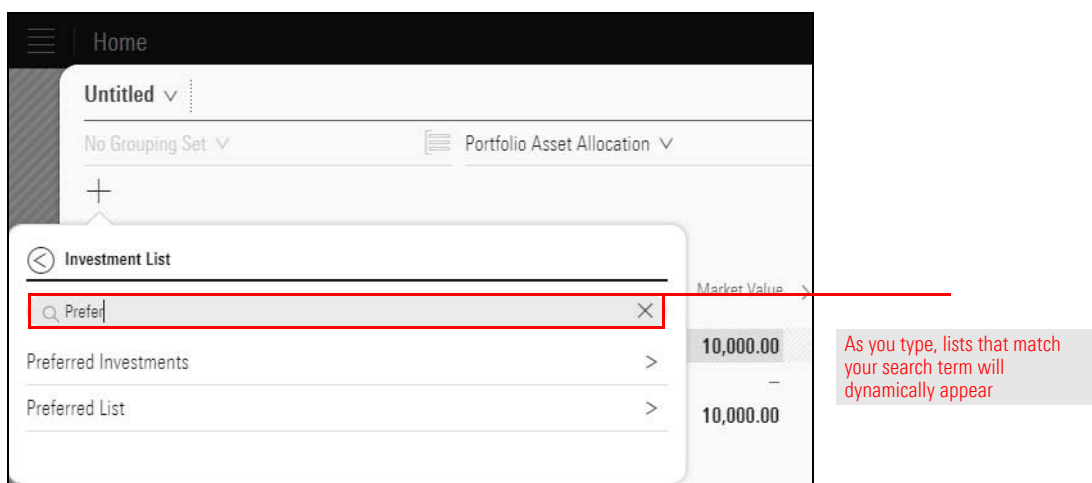 Home
Untitled
No Grouping Set
Portfolio Asset Allocation
Investment List
Prefer
Preferred Investments
Preferred List
Market Value
10,000.00
–
10,000.00
As you type, lists that match
your search term will
dynamically appear